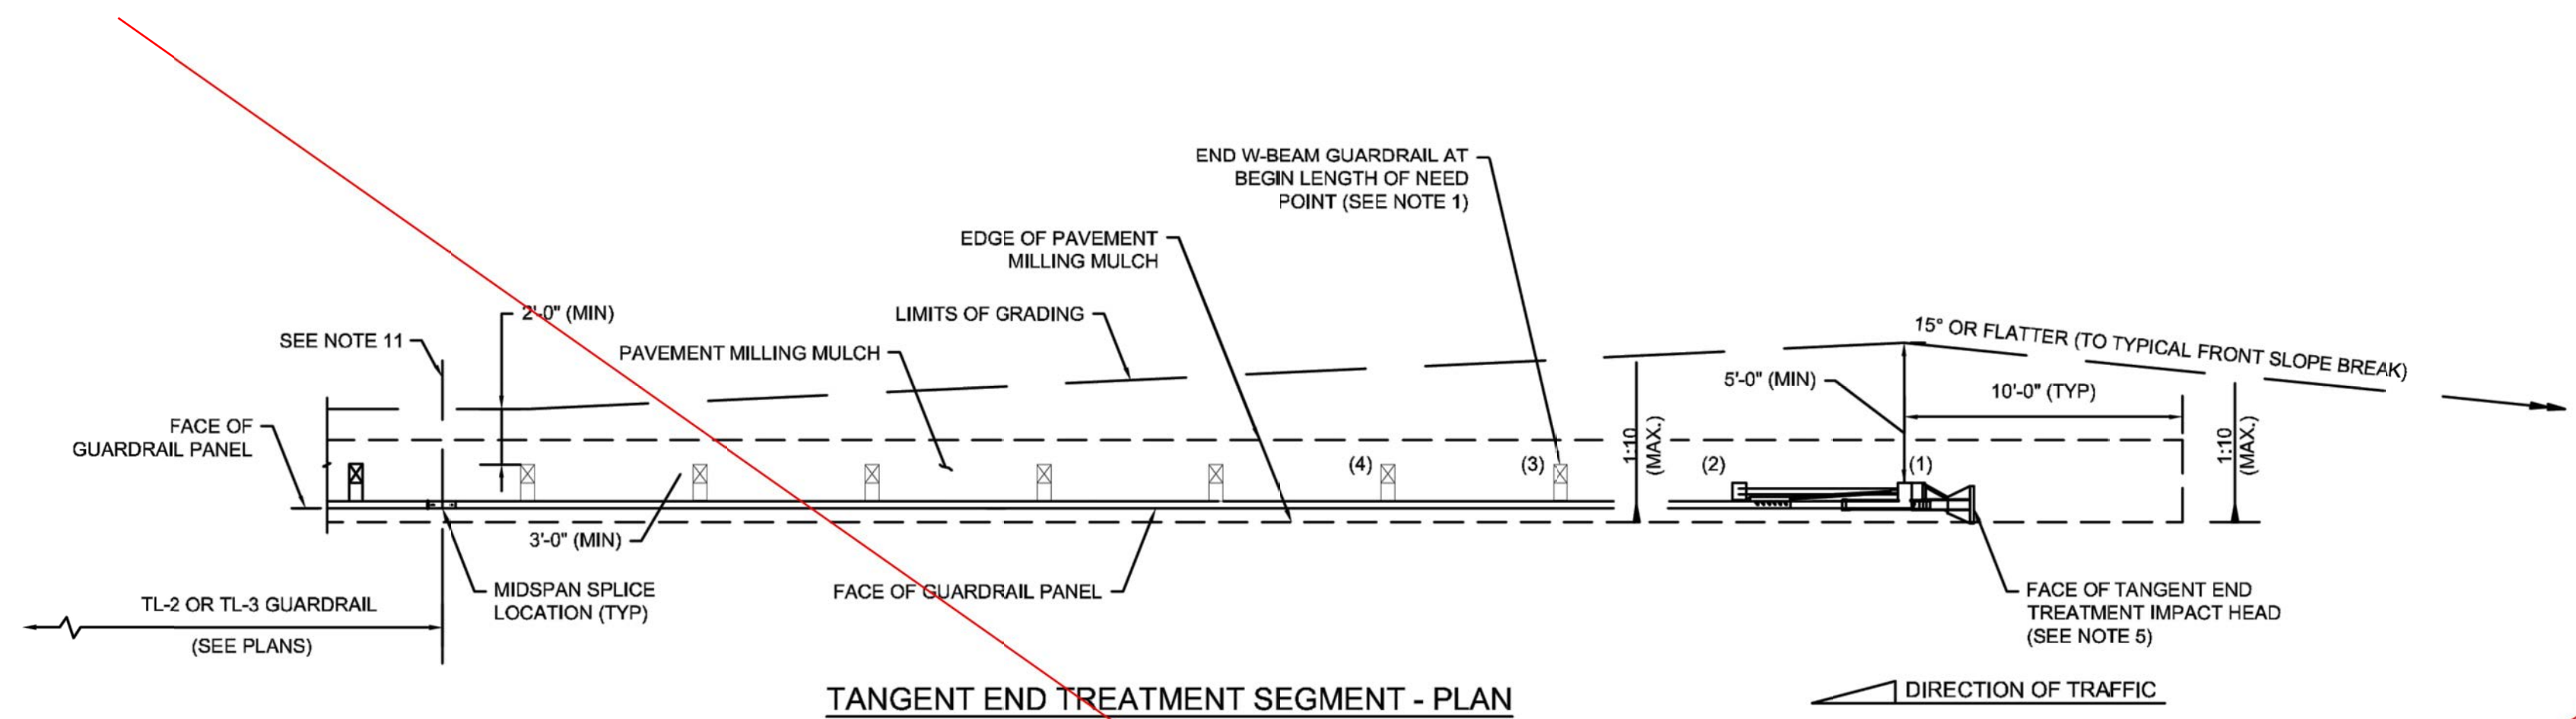 END W-BEAM GUARDRAIL AT
BEGIN LENGTH OF NEED
POINT (SEE NOTE 1)
EDGE OF PAVEMENT
MILLING MULCH
LIMITS OF GRADING
2'-0" (MIN)
SEE NOTE 11
PAVEMENT MILLING MULCH
15° OR FLATTER (TO TYPICAL FRONT SLOPE BREAK)
5'-0" (MIN)
10'-0" (TYP)
FACE OF
GUARDRAIL PANEL
1:10
(MAX.)
1:10
(MAX.)
(4)
(3)
(2)
(1)
3'-0" (MIN)
MIDSPAN SPLICE
LOCATION (TYP)
FACE OF GUARDRAIL PANEL
FACE OF TANGENT END
TREATMENT IMPACT HEAD
(SEE NOTE 5)
TL-2 OR TL-3 GUARDRAIL
(SEE PLANS)
TANGENT END TREATMENT SEGMENT - PLAN
DIRECTION OF TRAFFIC